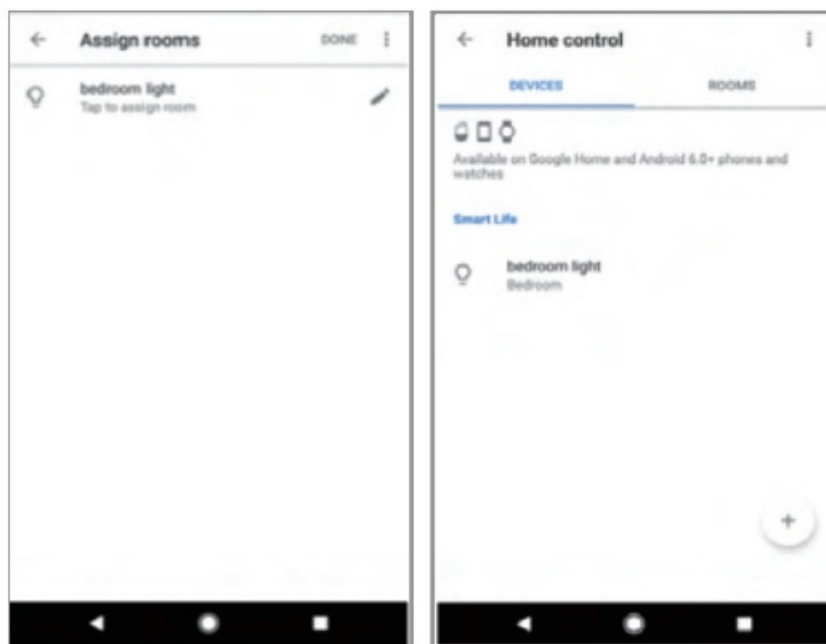 Assign rooms
DONE
bedroom light
Tap to assign room
Home control
DEVICES
ROOMS
Available on Google Home and Android 6.0+ phones and
watches
Smart Life
bedroom light
Bedroom